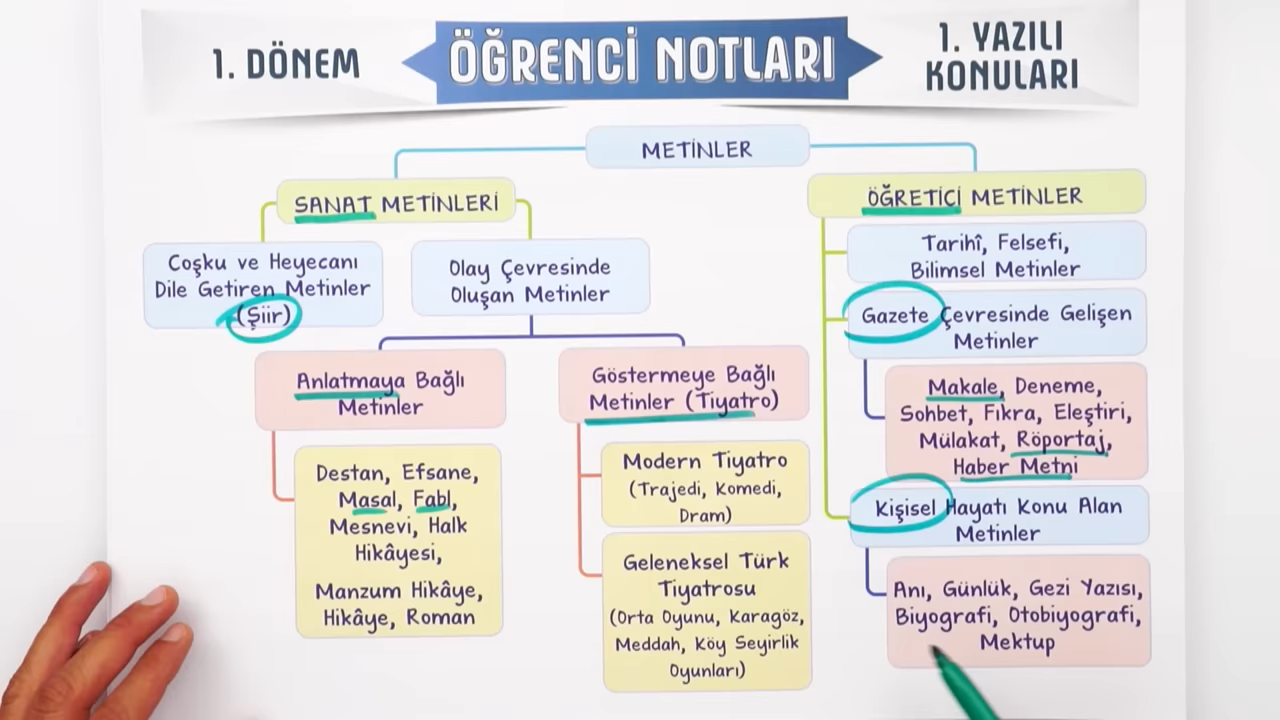 1. DÖNEM
ÖĞRENCİ NOTLARI
1. YAZILI
KONULARI
METİNLER
SANAT METİNLERİ
Coşku ve Heyecanı
Dile Getiren Metinler
(Şiir)
Olay Çevresinde
Oluşan Metinler
Anlatmaya Bağlı
Metinler
Destan, Efsane,
Masal, Fabl,
Mesnevi, Halk
Hikâyesi,
Manzum Hikâye,
Hikâye, Roman
Göstermeye Bağlı
Metinler (Tiyatro)
Modern Tiyatro
(Trajedi, Komedi,
Dram)
Geleneksel Türk
Tiyatrosu
(Orta Oyunu, Karagöz,
Meddah, Köy Seyirlik
Oyunları)
ÖĞRETİCİ METİNLER
Tarihî, Felsefi,
Bilimsel Metinler
Gazete Çevresinde Gelişen
Metinler
Makale, Deneme,
Sohbet, Fıkra, Eleştiri,
Mülakat, Röportaj,
Haber Metni
Kişisel Hayatı Konu Alan
Metinler
Anı, Günlük, Gezi Yazısı,
Biyografi, Otobiyografi,
Mektup